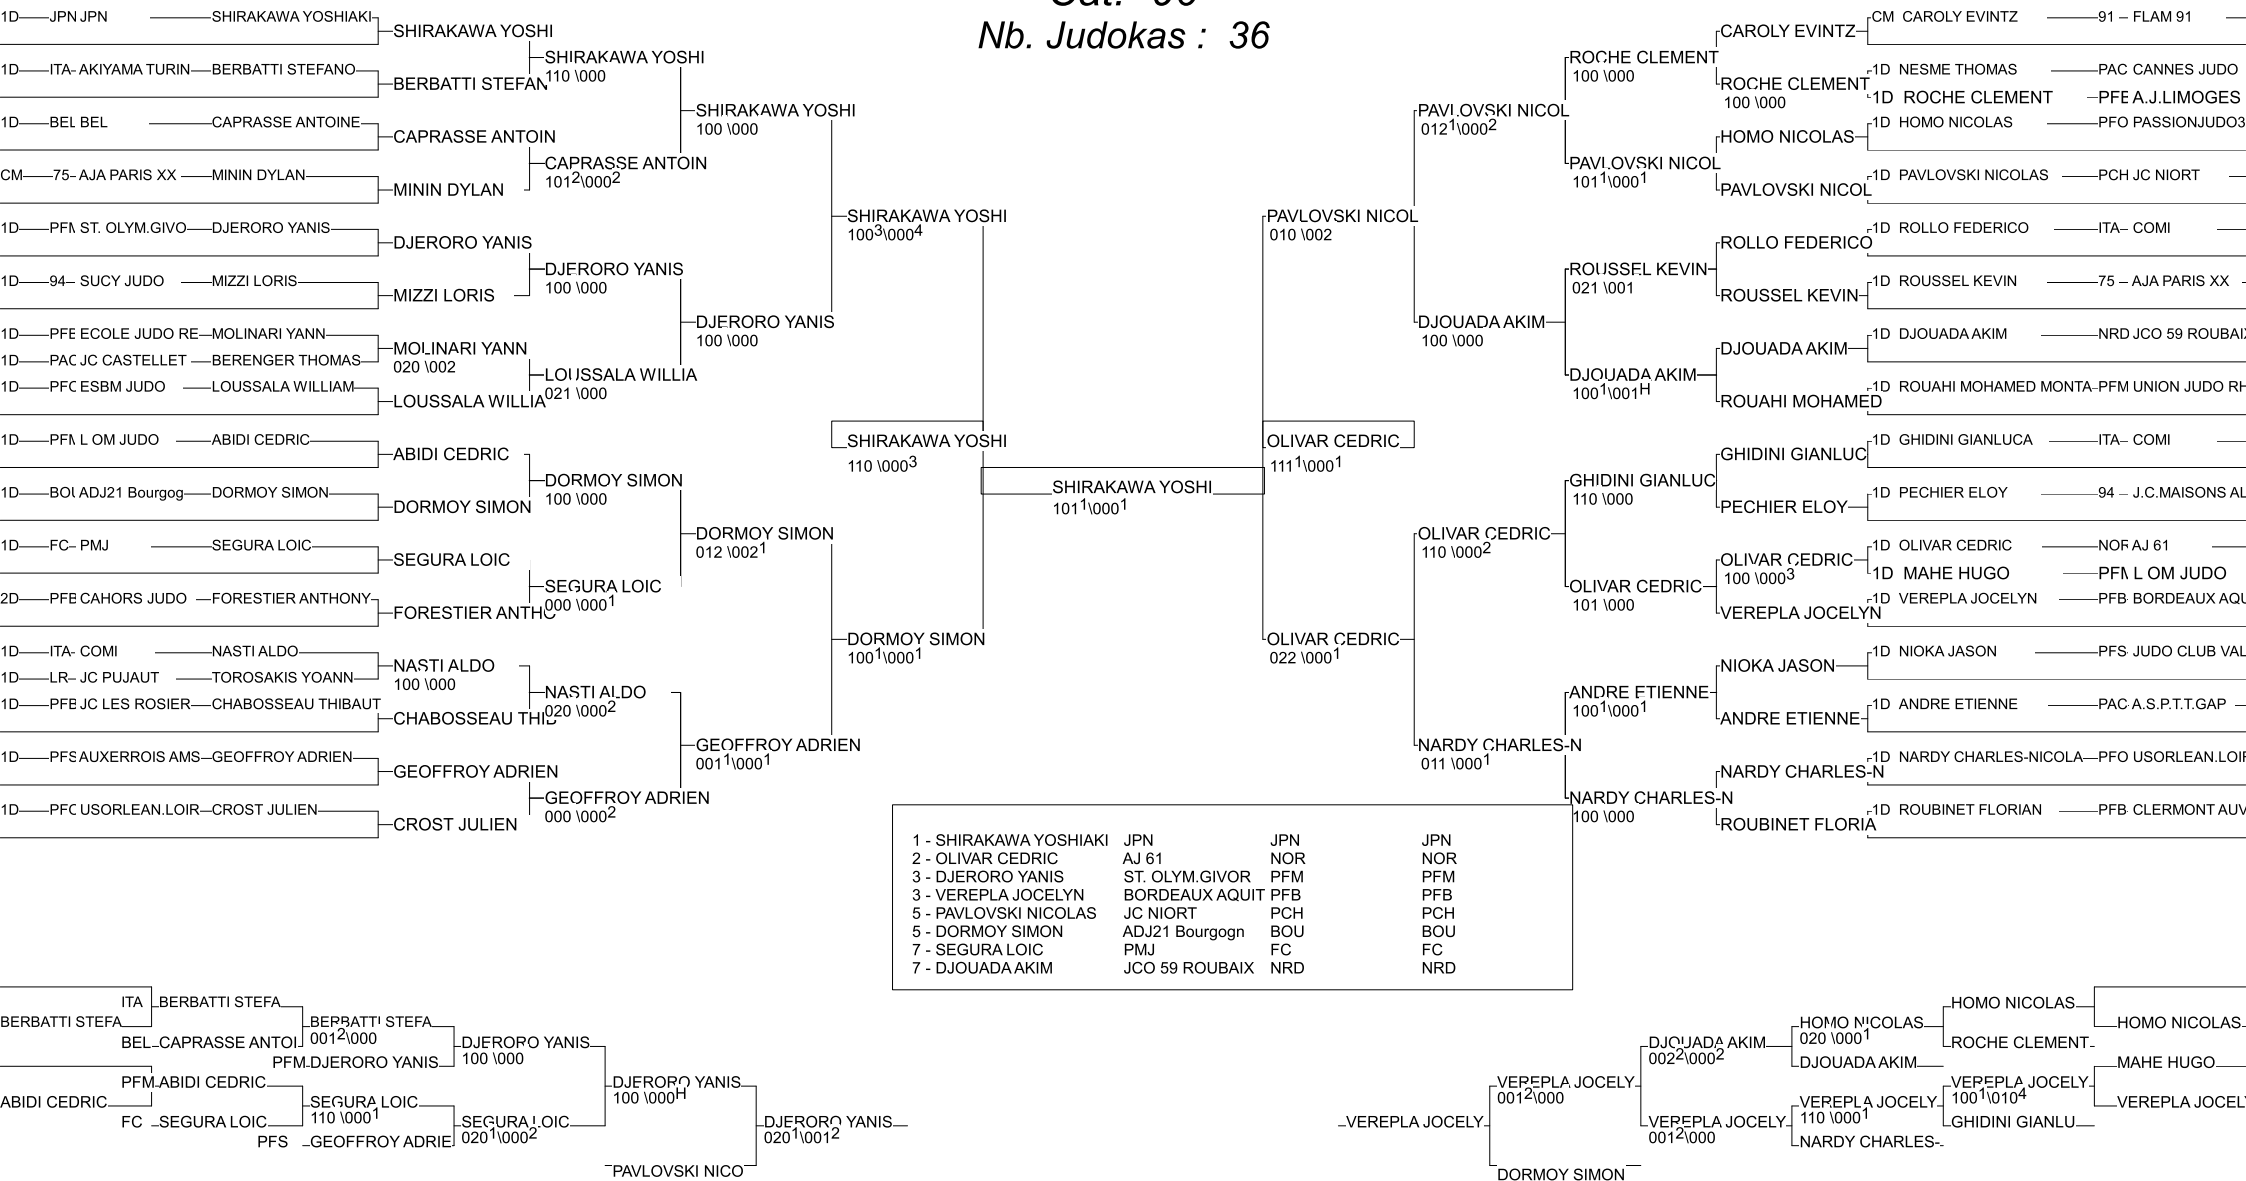 Nb. Judokas : 36
1D JPN JPN SHIRAKAWA YOSHIAKI
1D ITA AKIYAMA TURIN BERBATTI STEFANO
1D BEL BEL CAPRASSE ANTOINE
CM 75 AJA PARIS XX MININ DYLAN
1D PFM ST. OLYM.GIVO DJERORO YANIS
1D 94 SUCY JUDO MIZZI LORIS
1D PFE ECOLE JUDO RE MOLINARI YANN
1D PAC JC CASTELLET BERENGER THOMAS
1D PFC ESBM JUDO LOUSSALA WILLIAM
1D PFM L OM JUDO ABIDI CEDRIC
1D BOU ADJ21 Bourgog DORMOY SIMON
1D FC PMJ SEGURA LOIC
2D PFE CAHORS JUDO FORESTIER ANTHONY
1D ITA COMI NASTI ALDO
1D LR JC PUJAUT TOROSAKIS YOANN
1D PFE JC LES ROSIER CHABOSSEAU THIBAUT
1D PFS AUXERROIS AMS GEOFFROY ADRIEN
1D PFC USORLEAN.LOIR CROST JULIEN
SHIRAKAWA YOSHI
BERBATTI STEFAN
CAPRASSE ANTOIN
MININ DYLAN
DJERORO YANIS
MIZZI LORIS
MOLINARI YANN
020 \002
LOUSSALA WILLIA
ABIDI CEDRIC
DORMOY SIMON
SEGURA LOIC
FORESTIER ANTHO
NASTI ALDO
100 \000
CHABOSSEAU THIB
GEOFFROY ADRIEN
CROST JULIEN
SHIRAKAWA YOSHI
110 \000
CAPRASSE ANTOIN
101² \000²
DJERORO YANIS
100 \000
LOUSSALA WILLIA
021 \000
DORMOY SIMON
100 \000
SEGURA LOIC
000 \000¹
NASTI ALDO
020 \000²
GEOFFROY ADRIEN
000 \000²
SHIRAKAWA YOSHI
100 \000
DJERORO YANIS
100 \000
DORMOY SIMON
012 \002¹
GEOFFROY ADRIEN
001¹\000¹
SHIRAKAWA YOSHI
100³\000⁴
DORMOY SIMON
100¹\000¹
SHIRAKAWA YOSHI
110 \000³
SHIRAKAWA YOSHI
101¹\000¹
OLIVAR CEDRIC
111¹\000¹
PAVLOVSKI NICOL
010 \002
OLIVAR CEDRIC
022 \000¹
PAVLOVSKI NICOL
012¹\000²
DJOUADA AKIM
100 \000
OLIVAR CEDRIC
110 \000²
NARDY CHARLES-N
011 \000¹
ROCHE CLEMENT
100 \000
PAVLOVSKI NICOL
101¹\000¹
ROUSSEL KEVIN
021 \001
DJOUADA AKIM
100¹\001H
GHIDINI GIANLUC
110 \000
OLIVAR CEDRIC
101 \000
ANDRE ETIENNE
100¹\000¹
NARDY CHARLES-N
100 \000
CAROLY EVINTZ
ROCHE CLEMENT
100 \000
HOMO NICOLAS
PAVLOVSKI NICOL
ROLLO FEDERICO
ROUSSEL KEVIN
DJOUADA AKIM
ROUAHI MOHAMED
GHIDINI GIANLUC
PECHIER ELOY
OLIVAR CEDRIC
100 \000³
VEREPLA JOCELYN
NIOKA JASON
ANDRE ETIENNE
NARDY CHARLES-N
ROUBINET FLORIA
CM CAROLY EVINTZ 91 FLAM 91
1D NESME THOMAS PAC CANNES JUDO
1D ROCHE CLEMENT PFE A.J.LIMOGES
1D HOMO NICOLAS PFO PASSIONJUDO3
1D PAVLOVSKI NICOLAS PCH JC NIORT
1D ROLLO FEDERICO ITA COMI
1D ROUSSEL KEVIN 75 AJA PARIS XX
1D DJOUADA AKIM NRD JCO 59 ROUBAIX
1D ROUAHI MOHAMED MONTA PFM UNION JUDO RH
1D GHIDINI GIANLUCA ITA COMI
1D PECHIER ELOY 94 J.C.MAISONS AL
1D OLIVAR CEDRIC NOR AJ 61
1D MAHE HUGO PFM L OM JUDO
1D VEREPLA JOCELYN PFB BORDEAUX AQU
1D NIOKA JASON PFS JUDO CLUB VAL
1D ANDRE ETIENNE PAC A.S.P.T.T.GAP
1D NARDY CHARLES-NICOLA PFO USORLEAN.LOIR
1D ROUBINET FLORIAN PFB CLERMONT AUV
1 - SHIRAKAWA YOSHIAKI JPN JPN JPN
2 - OLIVAR CEDRIC AJ 61 NOR NOR
3 - DJERORO YANIS ST. OLYM.GIVOR PFM PFM
3 - VEREPLA JOCELYN BORDEAUX AQUIT PFB PFB
5 - PAVLOVSKI NICOLAS JC NIORT PCH PCH
5 - DORMOY SIMON ADJ21 Bourgogn BOU BOU
7 - SEGURA LOIC PMJ FC FC
7 - DJOUADA AKIM JCO 59 ROUBAIX NRD NRD
BERBATTI STEFA
ABIDI CEDRIC
ITA BERBATTI STEFA
BEL CAPRASSE ANTOI
PFM ABIDI CEDRIC
FC SEGURA LOIC
BERBATTI STEFA
001²\000
PFM DJERORO YANIS
SEGURA LOIC
110 \000¹
PFS GEOFFROY ADRIE
DJERORO YANIS
100 \000
SEGURA LOIC
020¹\000²
DJERORO YANIS
100 \000H
PAVLOVSKI NICO
DJERORO YANIS
020¹\001²
VEREPLA JOCELY
VEREPLA JOCELY
001²\000
DORMOY SIMON
DJOUADA AKIM
002²\000²
VEREPLA JOCELY
001²\000
HOMO NICOLAS
020 \000¹
DJOUADA AKIM
VEREPLA JOCELY
110 \000¹
NARDY CHARLES-
HOMO NICOLAS
ROCHE CLEMENT
VEREPLA JOCELY
100¹\010⁴
GHIDINI GIANLU
HOMO NICOLAS
MAHE HUGO
VEREPLA JOCELY